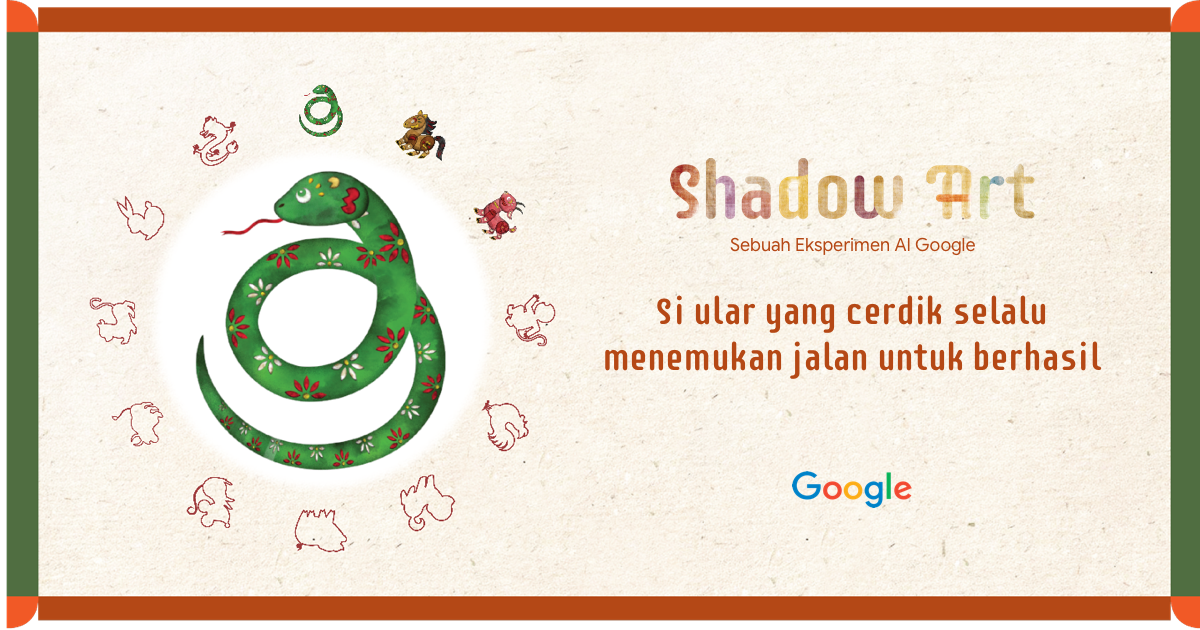 Shadow Art
Sebuah Eksperimen AI Google
Si ular yang cerdik selalu
menemukan jalan untuk berhasil
Google